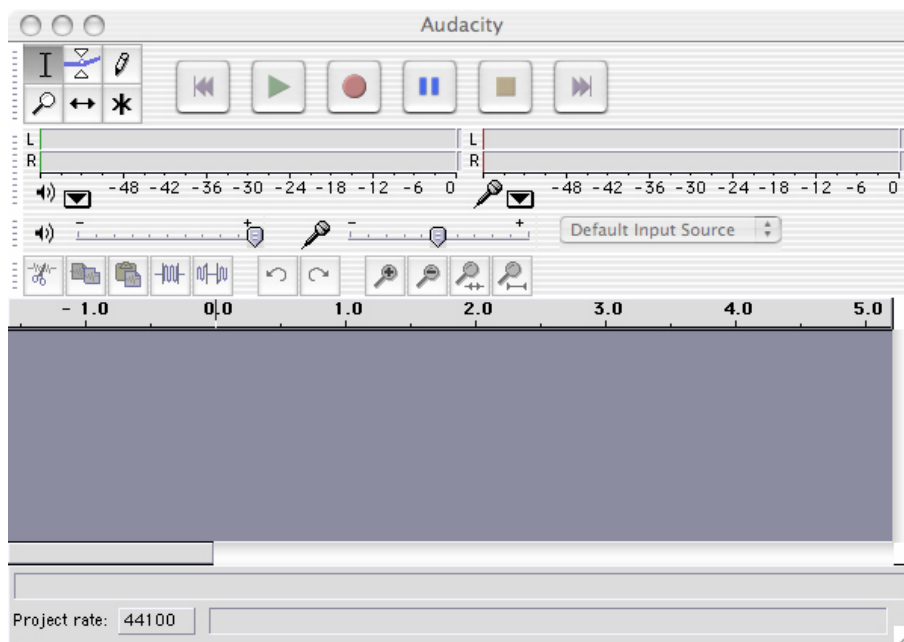 Audacity
L L
R R
-48 -42 -36 -30 -24 -18 -12 -6 0 -48 -42 -36 -30 -24 -18 -12 -6 0
- + - + Default Input Source
- 1.0 0.0 1.0 2.0 3.0 4.0 5.0
Project rate: 44100